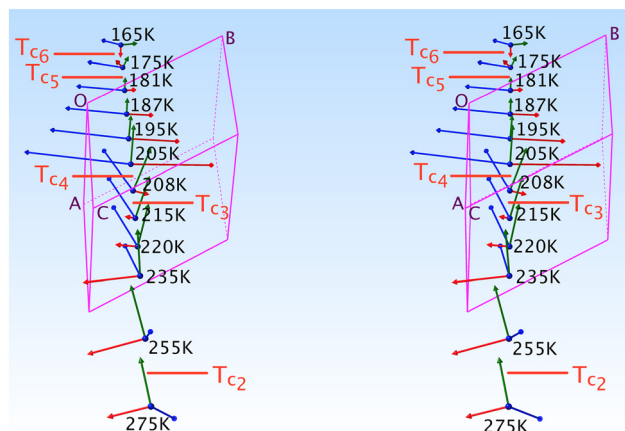 165K
B
Tc6
175K
Tc5
181K
O
187K
195K
205K
Tc4
208K
A
C
215K
Tc3
220K
235K
255K
Tc2
275K
165K
B
Tc6
175K
Tc5
181K
O
187K
195K
205K
Tc4
208K
A
C
215K
Tc3
220K
235K
255K
Tc2
275K